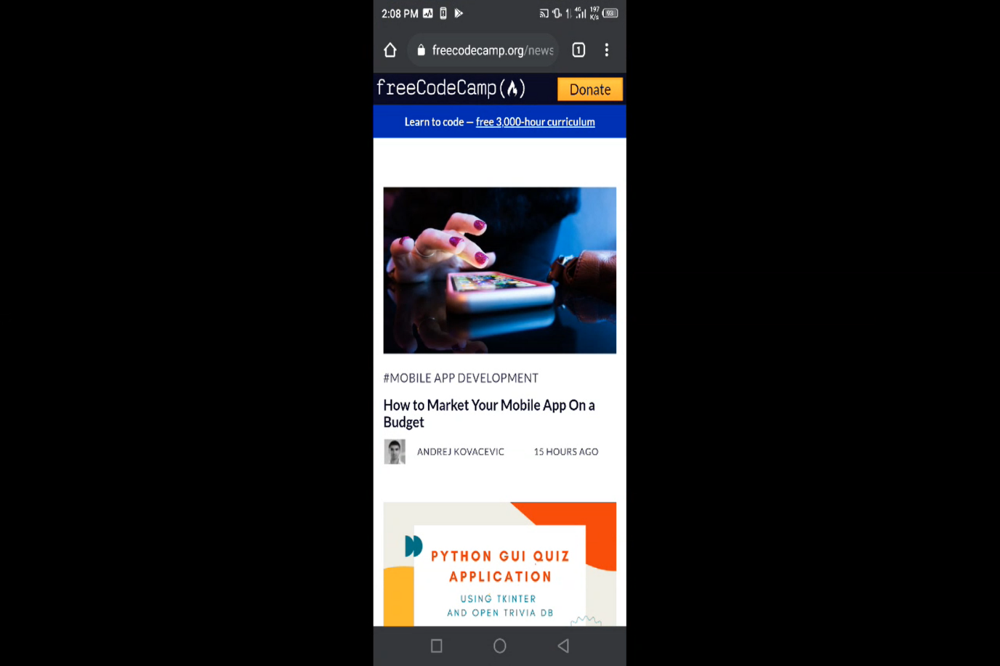 2:08 PM 4G 197 K/s 93
freecodecamp.org/news 1
freeCodeCamp Donate
Learn to code — free 3,000-hour curriculum
#MOBILE APP DEVELOPMENT
How to Market Your Mobile App On a
Budget
ANDREJ KOVACEVIC 15 HOURS AGO
PYTHON GUI QUIZ
APPLICATION
USING TKINTER
AND OPEN TRIVIA DB